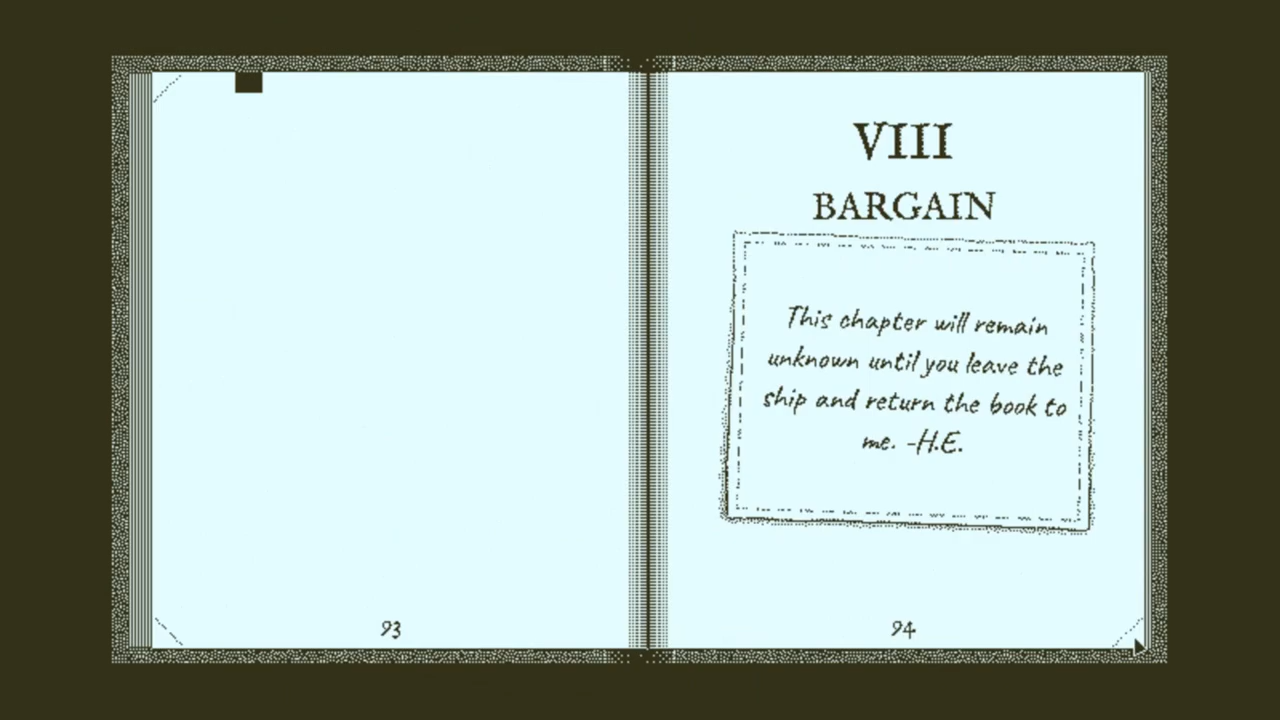 VIII
BARGAIN
This chapter will remain
unknown until you leave the
ship and return the book to
me. -H.E.
93
94